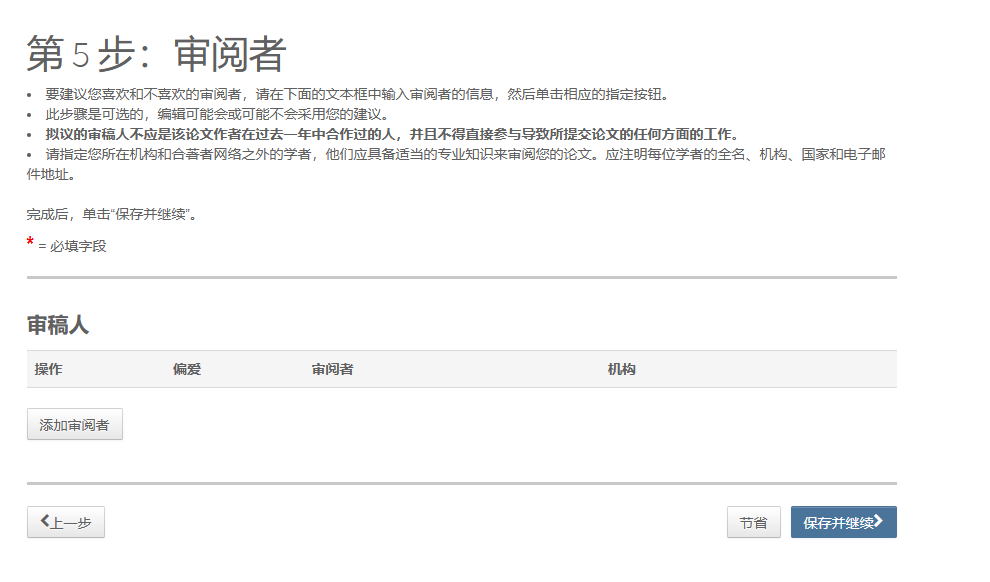 第 5 步：审阅者
• 要建议您喜欢和不喜欢的审阅者，请在下面的文本框中输入审阅者的信息，然后单击相应的指定按钮。
• 此步骤是可选的，编辑可能会或可能不会采用您的建议。
• 拟议的审稿人不应是该论文作者在过去一年中合作过的人，并且不得直接参与导致所提交论文的任何方面的工作。
• 请指定您所在机构和合著者网络之外的学者，他们应具备适当的专业知识来审阅您的论文。应注明每位学者的全名、机构、国家和电子邮
件地址。
完成后，单击“保存并继续”。
* = 必填字段
审稿人
操作 偏爱 审阅者 机构
添加审阅者
上一步 节省 保存并继续